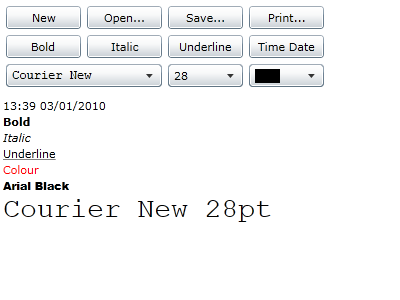 New Open... Save... Print...
Bold Italic Underline Time Date
Courier New 28
13:39 03/01/2010
Bold
Italic
Underline
Colour
Arial Black
Courier New 28pt